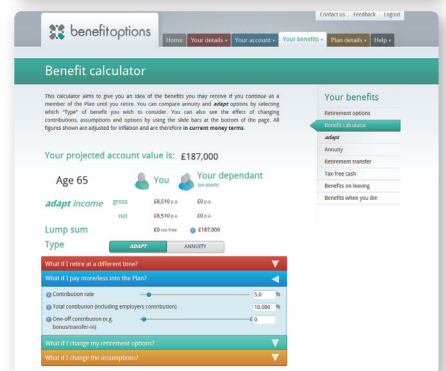 Contact us | Feedback | Logout
benefitoptions
Home
Your details
Your account
Your benefits
Plan details
Help
Benefit calculator
This calculator aims to give you an idea of the benefits you may receive if you continue as a
member of the Plan until you retire. You can compare annuity and adapt options by selecting
which "Type" of benefit you wish to consider. You can also see the effect of changing
contributions, assumptions and options by using the slide bars at the bottom of the page. All
figures shown are adjusted for inflation and are therefore in current money terms.
Your benefits
Retirement options
Benefit calculator
adapt
Annuity
Retirement transfer
Tax-free cash
Benefits on leaving
Benefits when you die
Your projected account value is: £187,000
Age 65 You Your dependant
(on death)
adapt income gross £8,510 p.a. £0 p.a.
net £8,510 p.a. £0 p.a.
Lump sum £0 tax-free £187,000
Type ADAPT ANNUITY
What if I retire at a different time?
What if I pay more/less into the Plan?
Contribution rate 5.0 %
Total contibution (including employers contribution) 10.000 %
One-off contribution (e.g. £ 0
bonus/transfer-in)
What if I change my retirement options?
What if I change the assumptions?